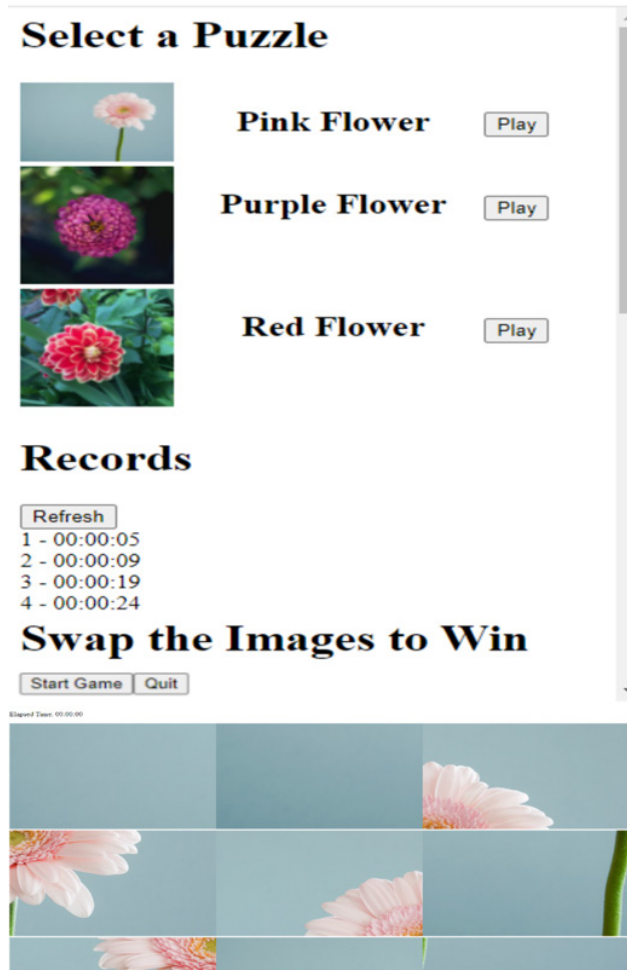 Select a Puzzle
Pink Flower Play
Purple Flower Play
Red Flower Play
Records
Refresh
1 - 00:00:05
2 - 00:00:09
3 - 00:00:19
4 - 00:00:24
Swap the Images to Win
Start Game Quit
Elapsed Time: 00:00:00